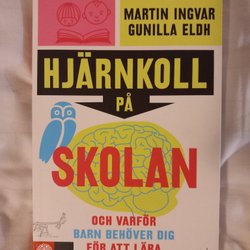 MARTIN INGVAR
GUNILLA ELDH
HJÄRNKOLL
PÅ
SKOLAN
OCH VARFÖR
BARN BEHÖVER DIG
FÖR ATT LÄRA